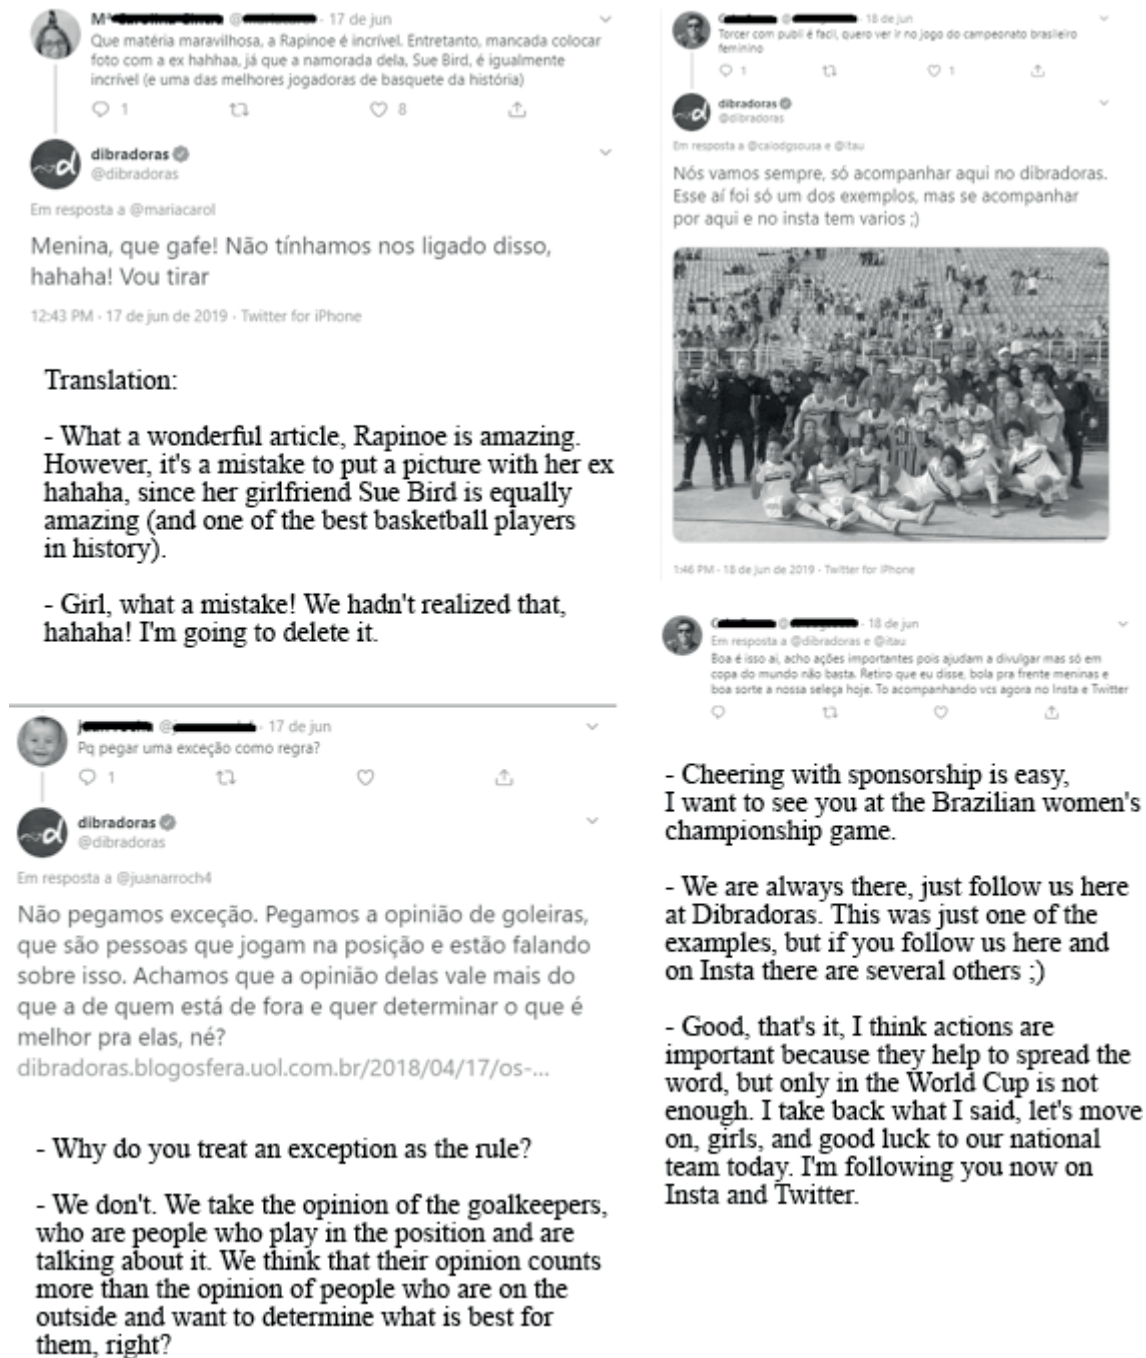 Mª @ - 17 de jun
Que matéria maravilhosa, a Rapinoe é incrível. Entretanto, mancada colocar
foto com a ex hahhaa, já que a namorada dela, Sue Bird, é igualmente
incrível (e uma das melhores jogadoras de basquete da história)
1 8
dibradoras
@dibradoras
Em resposta a @mariacarol
Menina, que gafe! Não tínhamos nos ligado disso,
hahaha! Vou tirar
12:43 PM - 17 de jun de 2019 - Twitter for iPhone
Translation:
- What a wonderful article, Rapinoe is amazing.
However, it's a mistake to put a picture with her ex
hahaha, since her girlfriend Sue Bird is equally
amazing (and one of the best basketball players
in history).
- Girl, what a mistake! We hadn't realized that,
hahaha! I'm going to delete it.
@ - 17 de jun
Pq pegar uma exceção como regra?
1
dibradoras
@dibradoras
Em resposta a @juanarroch4
Não pegamos exceção. Pegamos a opinião de goleiras,
que são pessoas que jogam na posição e estão falando
sobre isso. Achamos que a opinião delas vale mais do
que a de quem está de fora e quer determinar o que é
melhor pra elas, né?
dibradoras.blogosfera.uol.com.br/2018/04/17/os-...
- Why do you treat an exception as the rule?
- We don't. We take the opinion of the goalkeepers,
who are people who play in the position and are
talking about it. We think that their opinion counts
more than the opinion of people who are on the
outside and want to determine what is best for
them, right?
@ - 18 de jun
Torcer com publi é facil, quero ver ir no jogo do campeonato brasileiro
feminino
1 1
dibradoras
@dibradoras
Em resposta a @caiodgsousa e @itau
Nós vamos sempre, só acompanhar aqui no dibradoras.
Esse aí foi só um dos exemplos, mas se acompanhar
por aqui e no insta tem varios ;)
1:46 PM - 18 de jun de 2019 - Twitter for iPhone
@ - 18 de jun
Em resposta a @dibradoras e @itau
Boa é isso ai, acho ações importantes pois ajudam a divulgar mas só em
copa do mundo não basta. Retiro que eu disse, bola pra frente meninas e
boa sorte a nossa seleça hoje. To acompanhando vcs agora no Insta e Twitter
- Cheering with sponsorship is easy,
I want to see you at the Brazilian women's
championship game.
- We are always there, just follow us here
at Dibradoras. This was just one of the
examples, but if you follow us here and
on Insta there are several others ;)
- Good, that's it, I think actions are
important because they help to spread the
word, but only in the World Cup is not
enough. I take back what I said, let's move
on, girls, and good luck to our national
team today. I'm following you now on
Insta and Twitter.